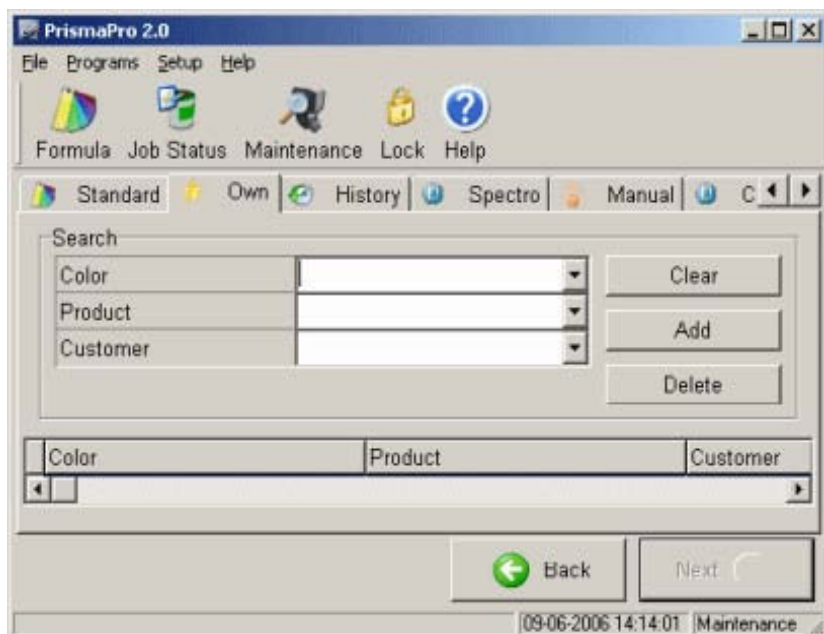 PrismaPro 2.0
File Programs Setup Help
Formula Job Status Maintenance Lock Help
Standard Own History Spectro Manual C
Search
Color Clear
Product Add
Customer
Delete
Color Product Customer
Back Next
09-06-2006 14:14:01 Maintenance